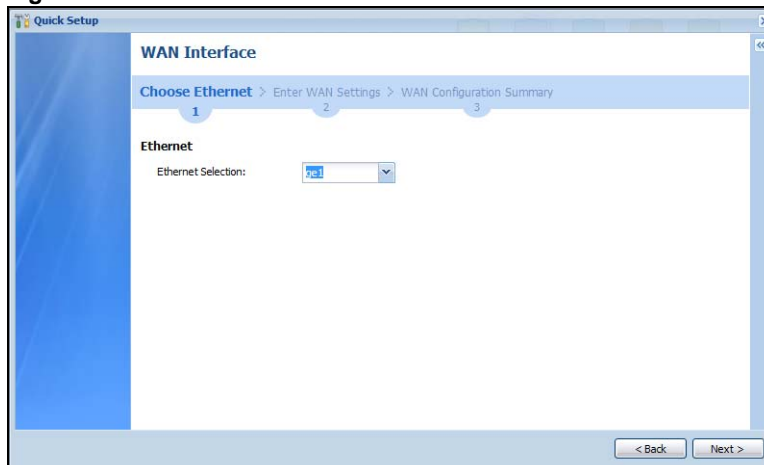 Quick Setup
WAN Interface
Choose Ethernet > Enter WAN Settings > WAN Configuration Summary
1 2 3
Ethernet
Ethernet Selection: ge1
< Back Next >